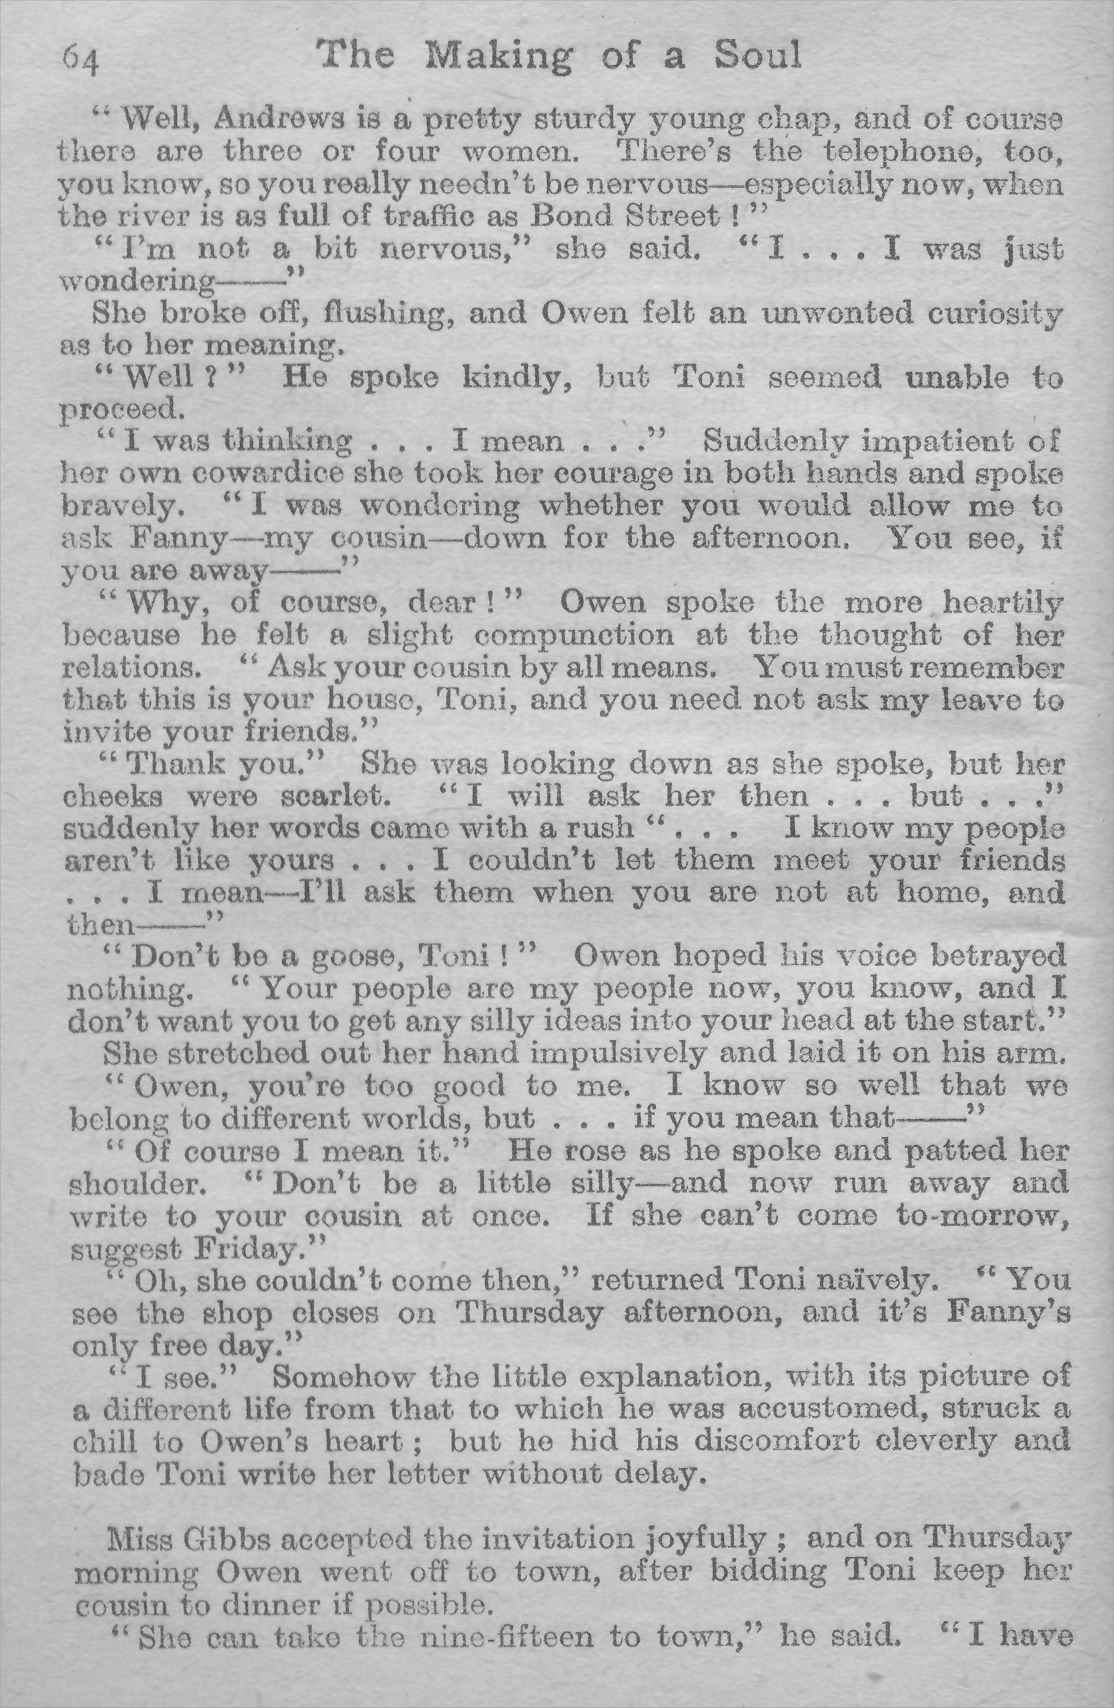 64 The Making of a Soul
“ Well, Andrews is a pretty sturdy young chap, and of course
there are three or four women. There’s the telephone, too,
you know, so you really needn’t be nervous—especially now, when
the river is as full of traffic as Bond Street ! ”
“ I’m not a bit nervous,” she said. “ I . . . I was just
wondering——”
She broke off, flushing, and Owen felt an unwonted curiosity
as to her meaning.
“ Well ? ” He spoke kindly, but Toni seemed unable to
proceed.
“ I was thinking . . . I mean . . .” Suddenly impatient of
her own cowardice she took her courage in both hands and spoke
bravely. “ I was wondering whether you would allow me to
ask Fanny—my cousin—down for the afternoon. You see, if
you are away——”
“ Why, of course, dear ! ” Owen spoke the more heartily
because he felt a slight compunction at the thought of her
relations. “ Ask your cousin by all means. You must remember
that this is your house, Toni, and you need not ask my leave to
invite your friends.”
“ Thank you.” She was looking down as she spoke, but her
cheeks were scarlet. “ I will ask her then . . . but . . .”
suddenly her words came with a rush “ . . . I know my people
aren’t like yours . . . I couldn’t let them meet your friends
. . . I mean—I’ll ask them when you are not at home, and
then——”
“ Don’t be a goose, Toni ! ” Owen hoped his voice betrayed
nothing. “ Your people are my people now, you know, and I
don’t want you to get any silly ideas into your head at the start.”
She stretched out her hand impulsively and laid it on his arm.
“ Owen, you’re too good to me. I know so well that we
belong to different worlds, but . . . if you mean that——”
“ Of course I mean it.” He rose as he spoke and patted her
shoulder. “ Don’t be a little silly—and now run away and
write to your cousin at once. If she can’t come to-morrow,
suggest Friday.”
“ Oh, she couldn’t come then,” returned Toni naïvely. “ You
see the shop closes on Thursday afternoon, and it’s Fanny’s
only free day.”
“ I see.” Somehow the little explanation, with its picture of
a different life from that to which he was accustomed, struck a
chill to Owen’s heart ; but he hid his discomfort cleverly and
bade Toni write her letter without delay.
Miss Gibbs accepted the invitation joyfully ; and on Thursday
morning Owen went off to town, after bidding Toni keep her
cousin to dinner if possible.
“ She can take the nine-fifteen to town,” he said. “ I have